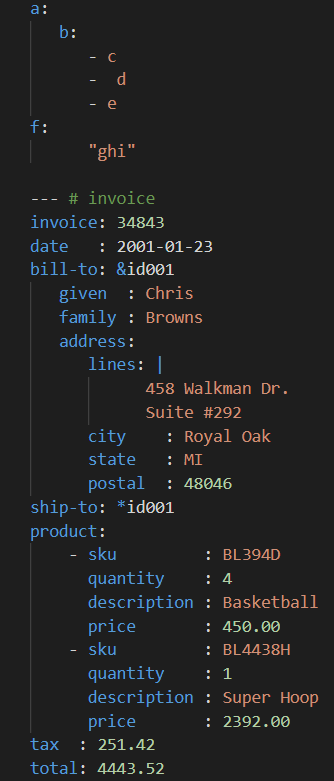 a:
   b:
      - c
      -  d
      - e
f:
      "ghi"

--- # invoice
invoice: 34843
date   : 2001-01-23
bill-to: &id001
   given  : Chris
   family : Browns
   address:
      lines: |
            458 Walkman Dr.
            Suite #292
      city    : Royal Oak
      state   : MI
      postal  : 48046
ship-to: *id001
product:
    - sku         : BL394D
      quantity    : 4
      description : Basketball
      price       : 450.00
    - sku         : BL4438H
      quantity    : 1
      description : Super Hoop
      price       : 2392.00
tax  : 251.42
total: 4443.52